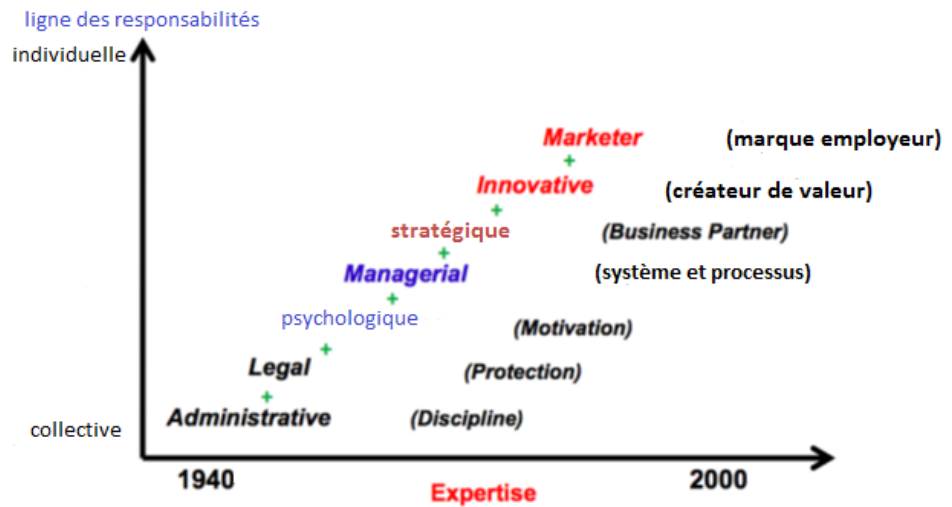 ligne des responsabilités
individuelle
Marketer (marque employeur)
+
Innovative (créateur de valeur)
+
stratégique (Business Partner)
+
Managerial (système et processus)
+
psychologique (Motivation)
+
Legal (Protection)
+
Administrative (Discipline)
collective
1940 2000
Expertise